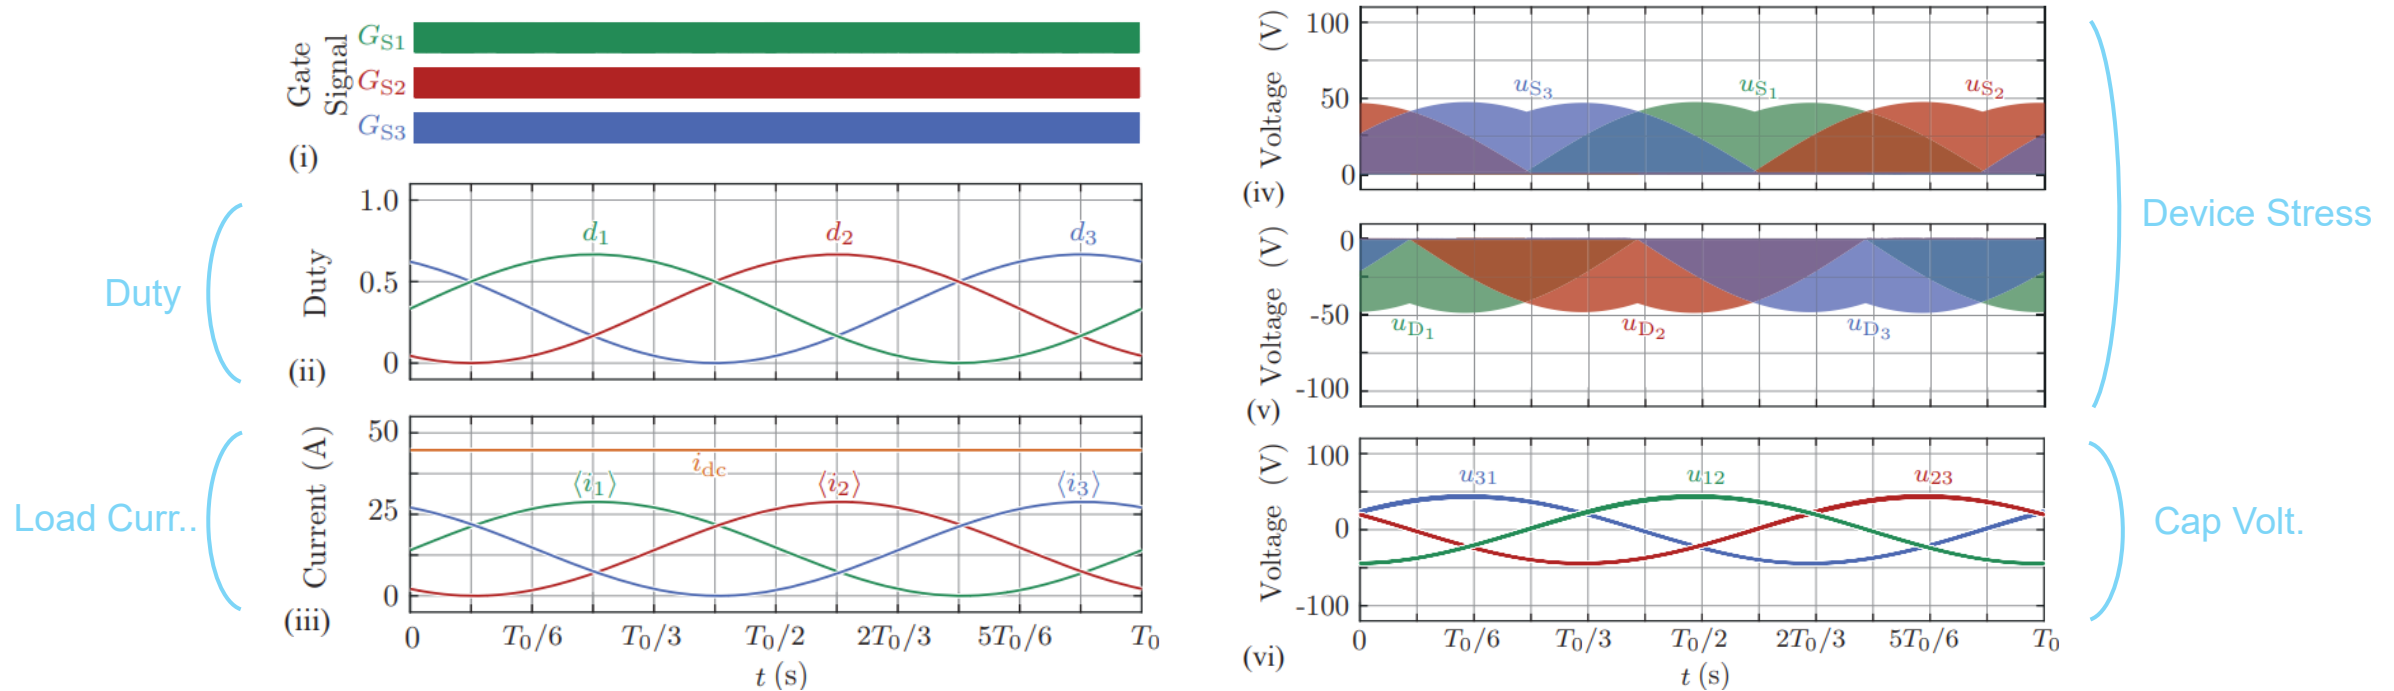 Gate
Signal
G_S1
G_S2
G_S3
(i)
Duty
Duty
1.0
0.5
0
d_1
d_2
d_3
(ii)
Load Curr..
Current (A)
50
25
0
i_dc
⟨i_1⟩
⟨i_2⟩
⟨i_3⟩
(iii)
0
T_0/6
T_0/3
T_0/2
2T_0/3
5T_0/6
T_0
t (s)
Voltage (V)
100
50
0
u_S3
u_S1
u_S2
(iv)
Voltage (V)
0
-50
-100
u_D1
u_D2
u_D3
(v)
Device Stress
Voltage (V)
100
0
-100
u_31
u_12
u_23
(vi)
Cap Volt.
0
T_0/6
T_0/3
T_0/2
2T_0/3
5T_0/6
T_0
t (s)